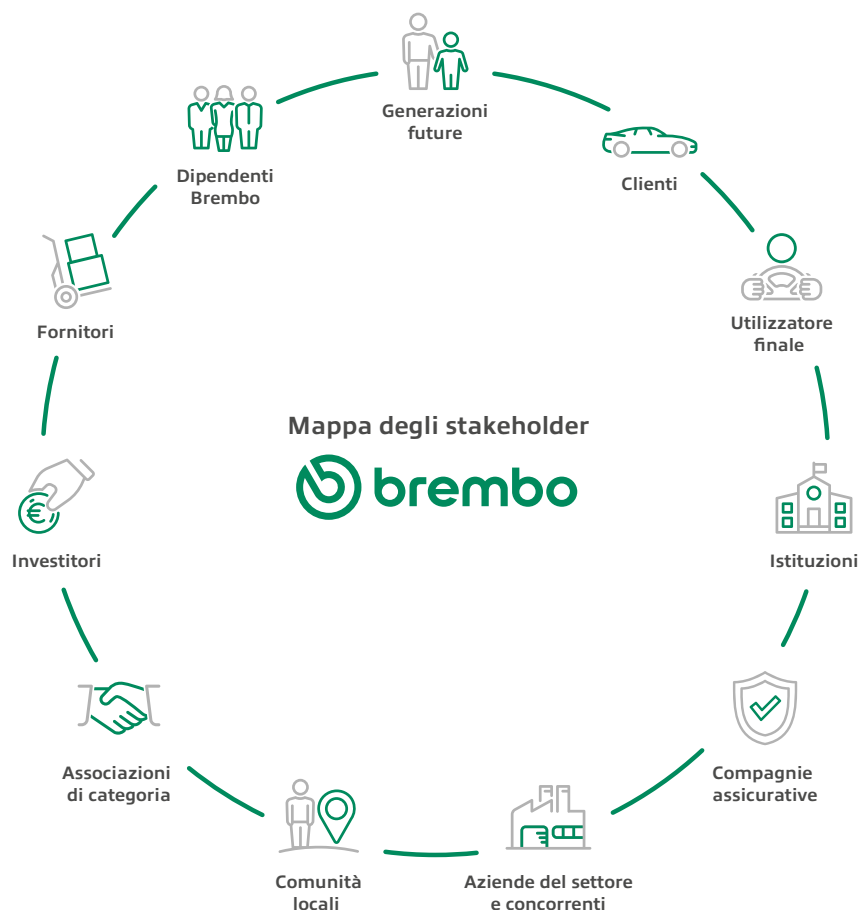 Generazioni
future
Clienti
Utilizzatore
finale
Istituzioni
Compagnie
assicurative
Aziende del settore
e concorrenti
Comunità
locali
Associazioni
di categoria
Investitori
€
Fornitori
Dipendenti
Brembo
Mappa degli stakeholder
brembo